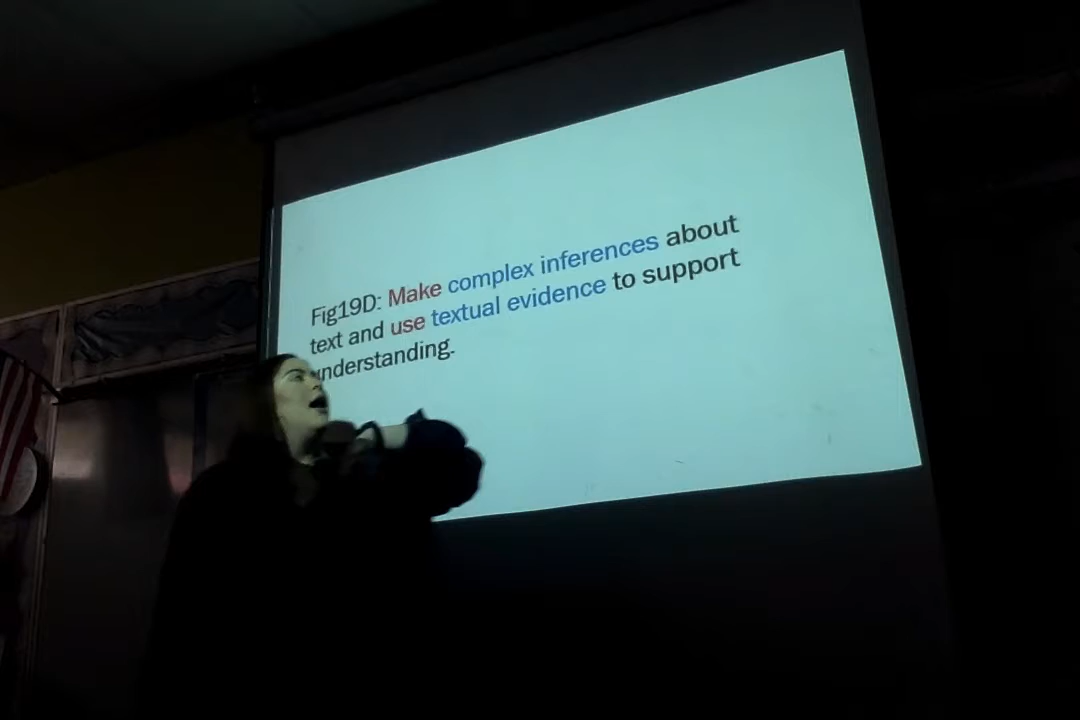 Fig19D: Make complex inferences about
text and use textual evidence to support
understanding.